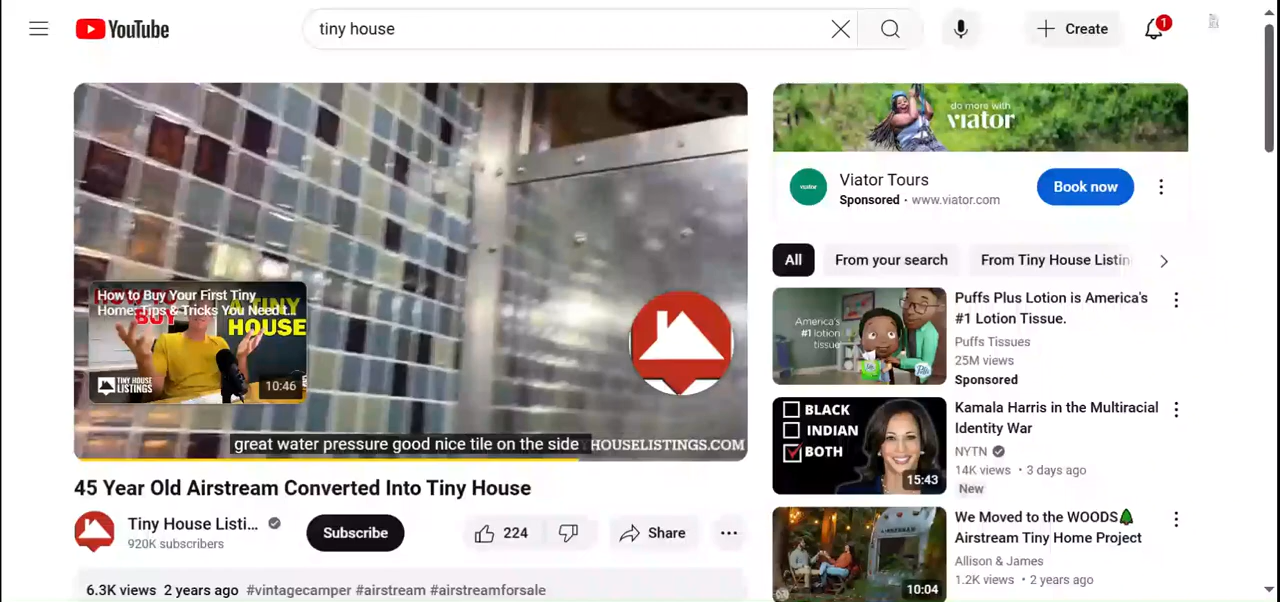 YouTube
tiny house
Create
1
How to Buy Your First Tiny
Home: Tips & Tricks You Need t...
BUY
HOUSE
TINY HOUSE
LISTINGS
10:46
great water pressure good nice tile on the side
HOUSELISTINGS.COM
45 Year Old Airstream Converted Into Tiny House
Tiny House Listi...
920K subscribers
Subscribe
224
Share
6.3K views 2 years ago #vintagecamper #airstream #airstreamforsale
do more with
viator
Viator Tours
Sponsored · www.viator.com
Book now
All
From your search
From Tiny House Listin
America's
#1 lotion
tissue
Puffs Plus Lotion is America's
#1 Lotion Tissue.
Puffs Tissues
25M views
Sponsored
BLACK
INDIAN
BOTH
15:43
Kamala Harris in the Multiracial
Identity War
NYTN
14K views · 3 days ago
New
10:04
We Moved to the WOODS🌲
Airstream Tiny Home Project
Allison & James
1.2K views · 2 years ago